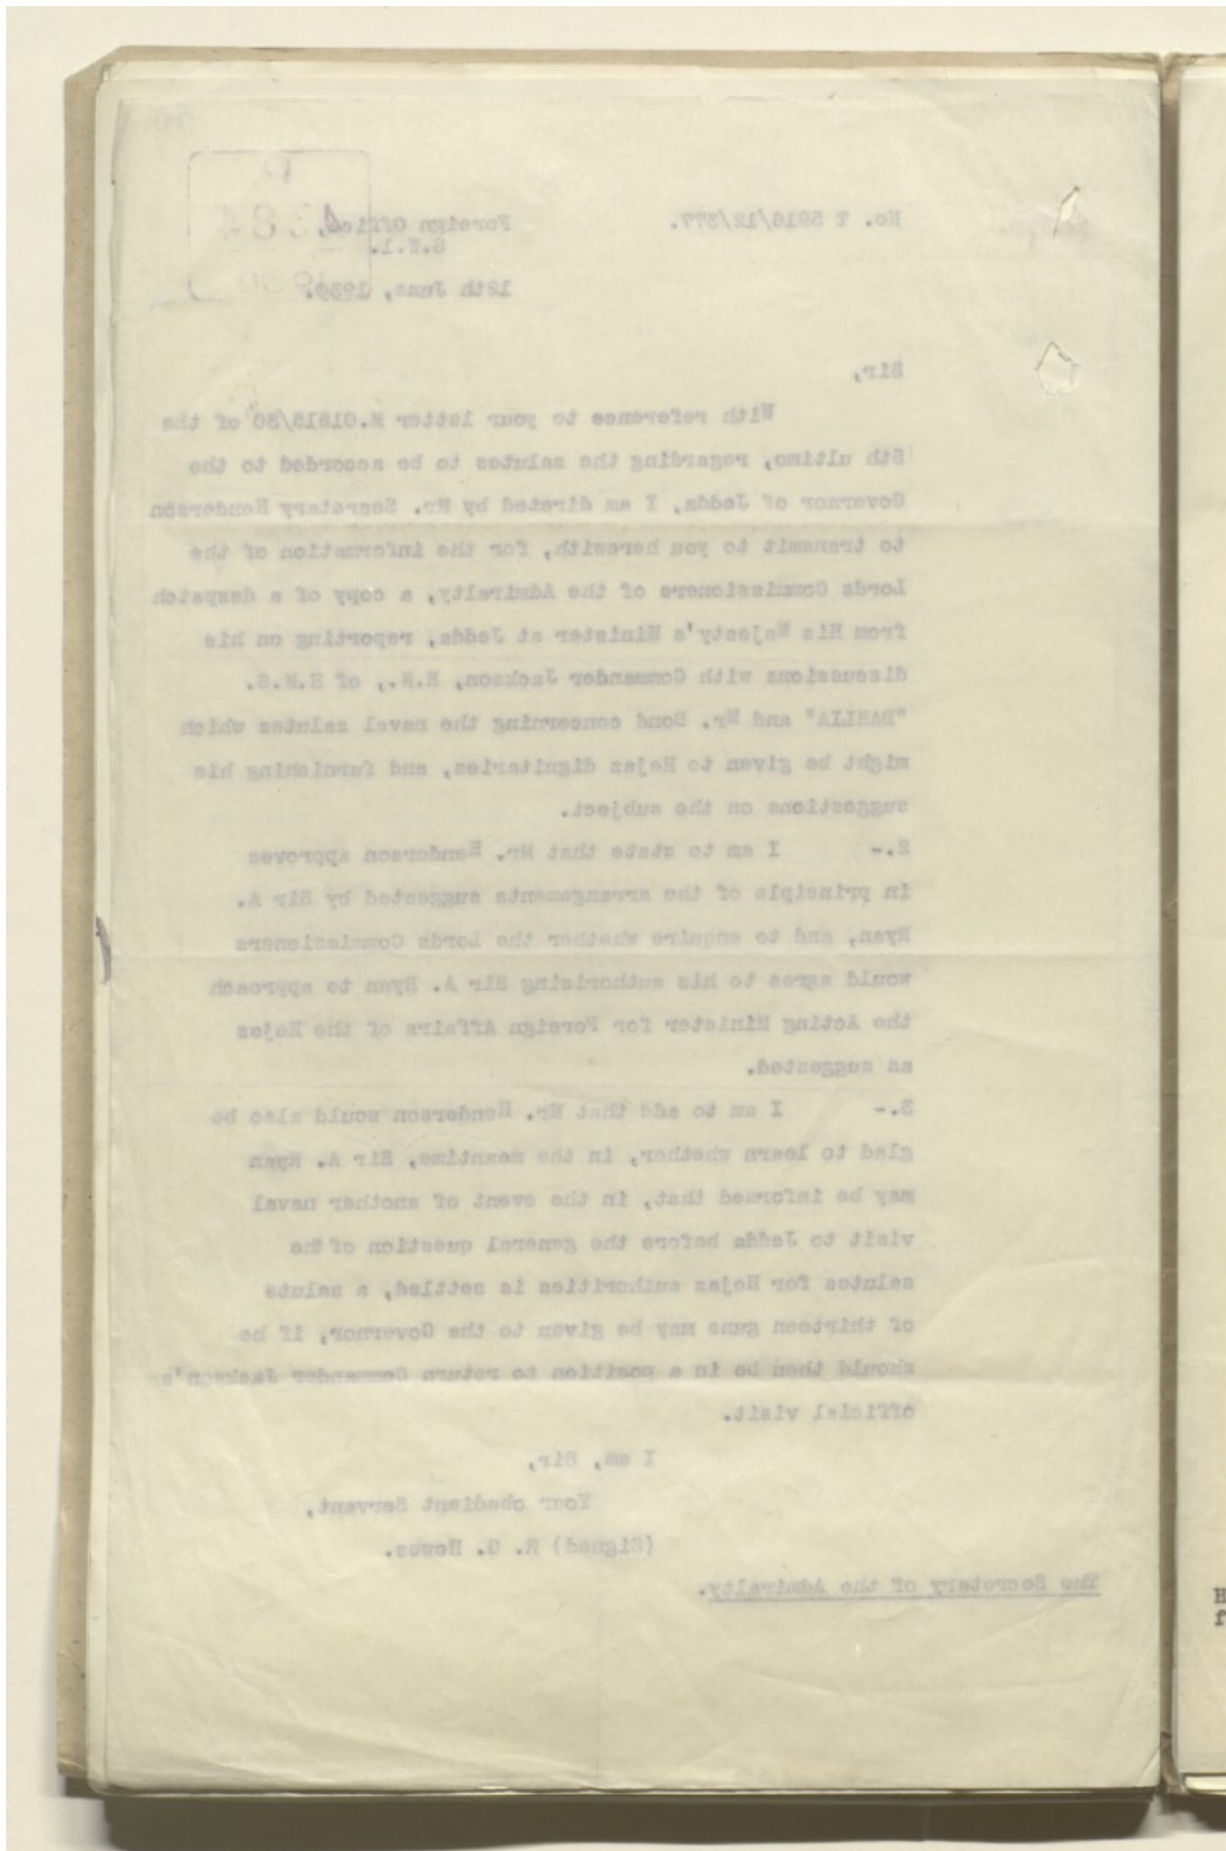 No. T 5916/12/377.
Foreign Office,
S.W.1.
12th June, 1930.
P
4384
1930
Sir,
With reference to your letter M.01515/30 of the
5th ultimo, regarding the salutes to be accorded to the
Governor of Jedda, I am directed by Mr. Secretary Henderson
to transmit to you herewith, for the information of the
Lords Commissioners of the Admiralty, a copy of a despatch
from His Majesty's Minister at Jedda, reporting on his
discussions with Commander Jackson, R.N., of H.M.S.
"DAHLIA" and Mr. Bond concerning the naval salutes which
might be given to Hejaz dignitaries, and furnishing his
suggestions on the subject.
2.- I am to state that Mr. Henderson approves
in principle of the arrangements suggested by Sir A.
Ryan, and to enquire whether the Lords Commissioners
would agree to his authorising Sir A. Ryan to approach
the Acting Minister for Foreign Affairs of the Hejaz
as suggested.
3.- I am to add that Mr. Henderson would also be
glad to learn whether, in the meantime, Sir A. Ryan
may be informed that, in the event of another naval
visit to Jedda before the general question of the
salutes for Hejaz authorities is settled, a salute
of thirteen guns may be given to the Governor, if he
should then be in a position to return Commander Jackson's
official visit.
I am, Sir,
Your obedient Servant,
(Signed) R. G. Howes.
The Secretary of the Admiralty.
H
f